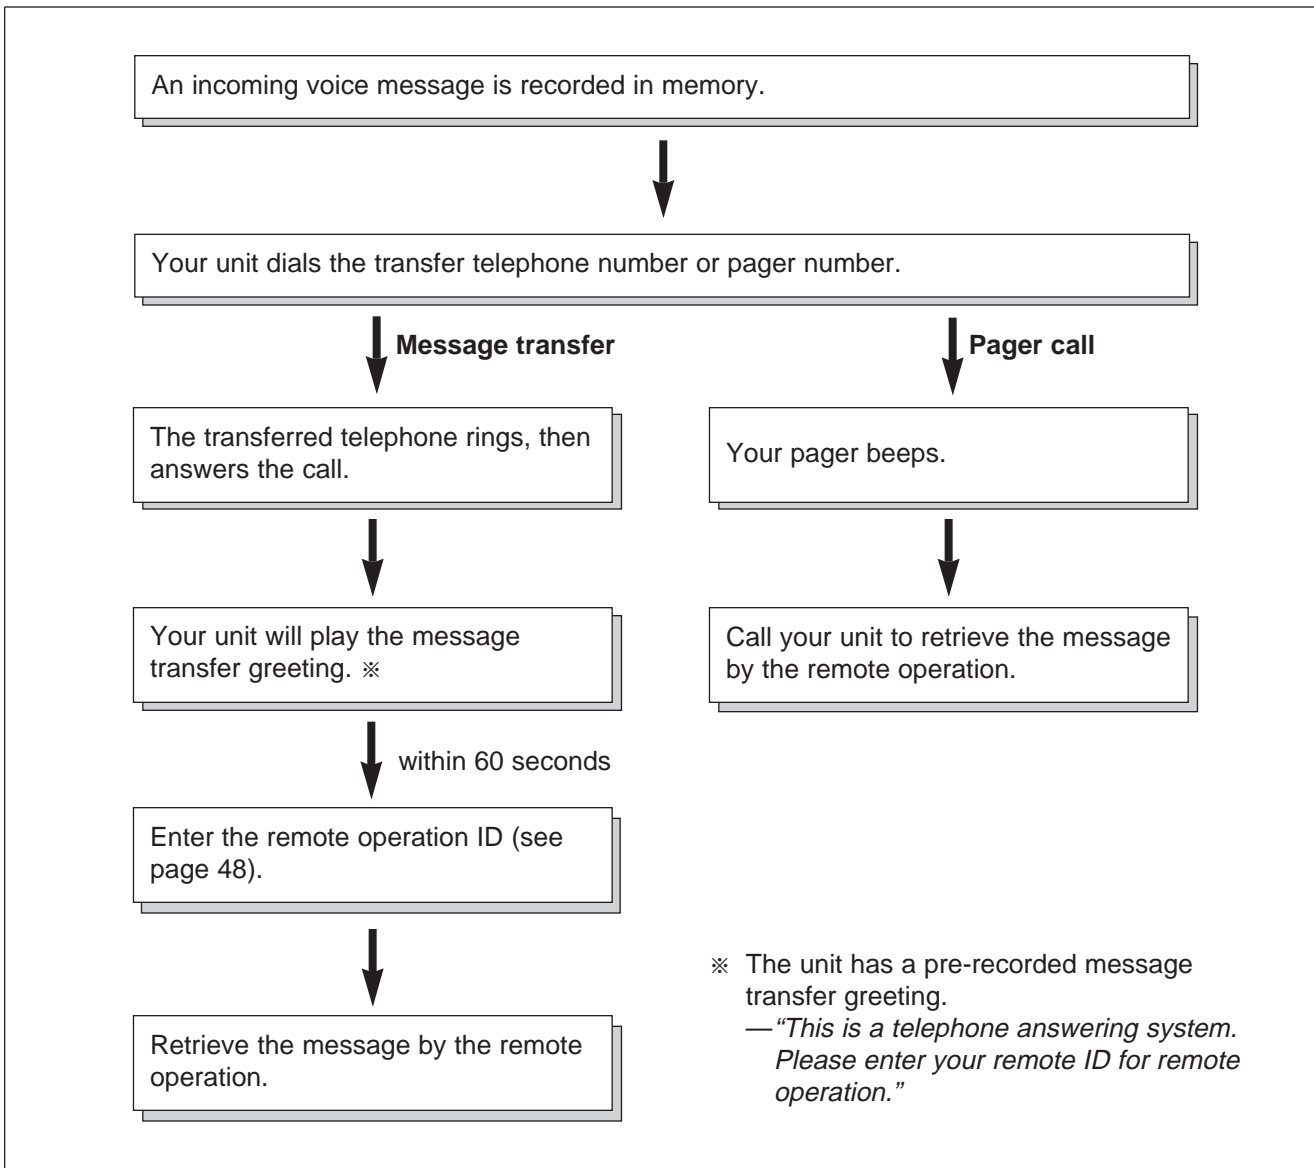 An incoming voice message is recorded in memory.
Your unit dials the transfer telephone number or pager number.
Message transfer
Pager call
The transferred telephone rings, then
answers the call.
Your pager beeps.
Your unit will play the message
transfer greeting. ※
Call your unit to retrieve the message
by the remote operation.
within 60 seconds
Enter the remote operation ID (see
page 48).
Retrieve the message by the remote
operation.
※ The unit has a pre-recorded message
transfer greeting.
—“This is a telephone answering system.
Please enter your remote ID for remote
operation.”